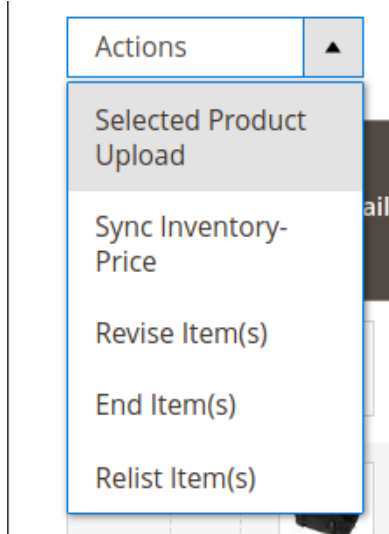 Actions
Selected Product
Upload
Sync Inventory-
Price
Revise Item(s)
End Item(s)
Relist Item(s)